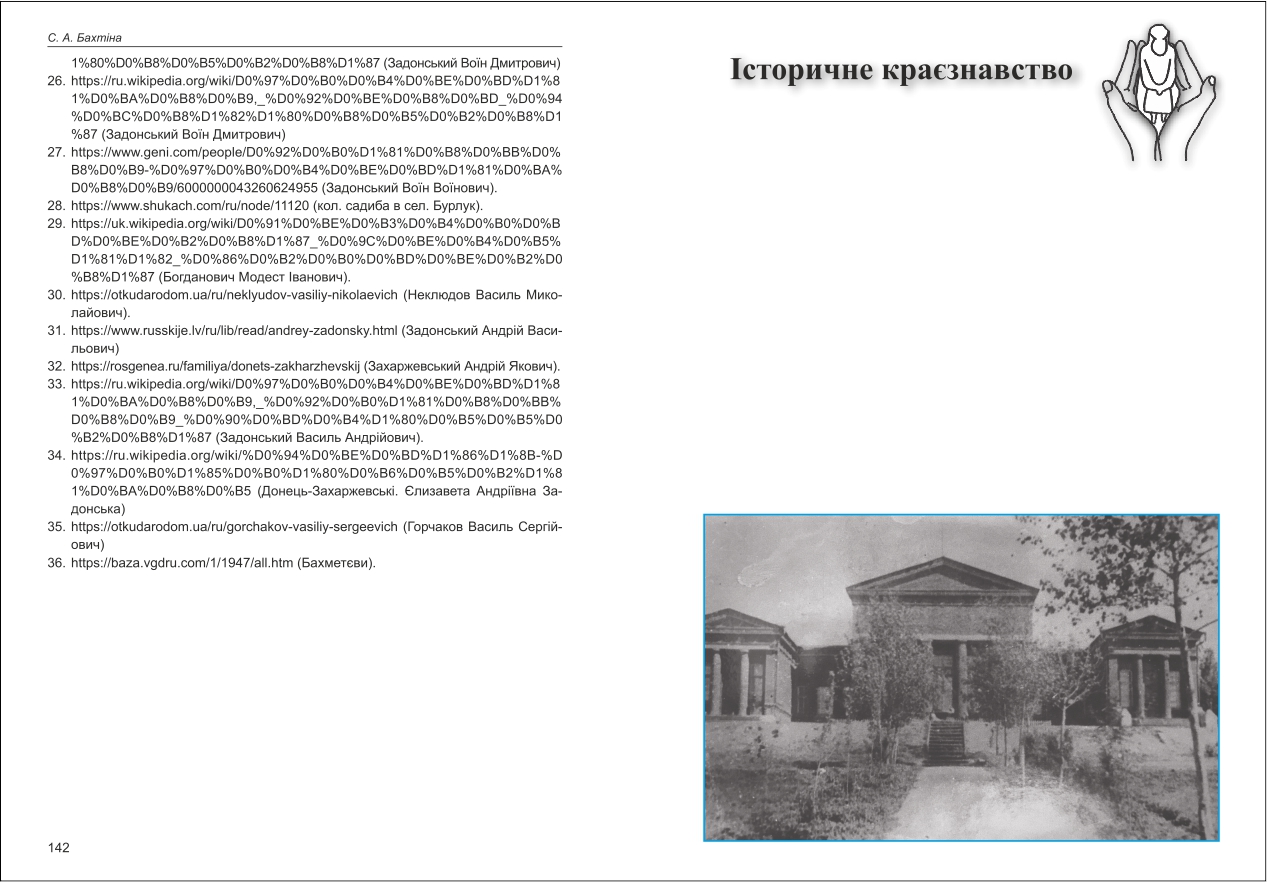 С. А. Бахтіна
1%80%D0%B8%D0%B5%D0%B2%D0%B8%D1%87 (Задонський Воїн Дмитрович)
26. https://ru.wikipedia.org/wiki/D0%97%D0%B0%D0%B4%D0%BE%D0%BD%D1%8
1%D0%BA%D0%B8%D0%B9,_%D0%92%D0%BE%D0%B8%D0%BD_%D0%94
%D0%BC%D0%B8%D1%82%D1%80%D0%B8%D0%B5%D0%B2%D0%B8%D1
%87 (Задонський Воїн Дмитрович)
27. https://www.geni.com/people/D0%92%D0%B0%D1%81%D0%B8%D0%BB%D0%
B8%D0%B9-%D0%97%D0%B0%D0%B4%D0%BE%D0%BD%D1%81%D0%BA%
D0%B8%D0%B9/6000000043260624955 (Задонський Воїн Воїнович).
28. https://www.shukach.com/ru/node/11120 (кол. садиба в сел. Бурлук).
29. https://uk.wikipedia.org/wiki/D0%91%D0%BE%D0%B3%D0%B4%D0%B0%D0%B
D%D0%BE%D0%B2%D0%B8%D1%87_%D0%9C%D0%BE%D0%B4%D0%B5%
D1%81%D1%82_%D0%86%D0%B2%D0%B0%D0%BD%D0%BE%D0%B2%D0
%B8%D1%87 (Богданович Модест Іванович).
30. https://otkudarodom.ua/ru/neklyudov-vasiliy-nikolaevich (Неклюдов Василь Мико-
лайович).
31. https://www.russkije.lv/ru/lib/read/andrey-zadonsky.html (Задонський Андрій Васи-
льович)
32. https://rosgenea.ru/familiya/donets-zakharzhevskij (Захаржевський Андрій Якович).
33. https://ru.wikipedia.org/wiki/D0%97%D0%B0%D0%B4%D0%BE%D0%BD%D1%8
1%D0%BA%D0%B8%D0%B9,_%D0%92%D0%B0%D1%81%D0%B8%D0%BB%
D0%B8%D0%B9_%D0%90%D0%BD%D0%B4%D1%80%D0%B5%D0%B5%D0
%B2%D0%B8%D1%87 (Задонський Василь Андрійович).
34. https://ru.wikipedia.org/wiki/%D0%94%D0%BE%D0%BD%D1%86%D1%8B-%D
0%97%D0%B0%D1%85%D0%B0%D1%80%D0%B6%D0%B5%D0%B2%D1%8
1%D0%BA%D0%B8%D0%B5 (Донець-Захаржевські. Єлизавета Андріївна За-
донська)
35. https://otkudarodom.ua/ru/gorchakov-vasiliy-sergeevich (Горчаков Василь Сергій-
ович)
36. https://baza.vgdru.com/1/1947/all.htm (Бахметєви).
142
Історичне краєзнавство